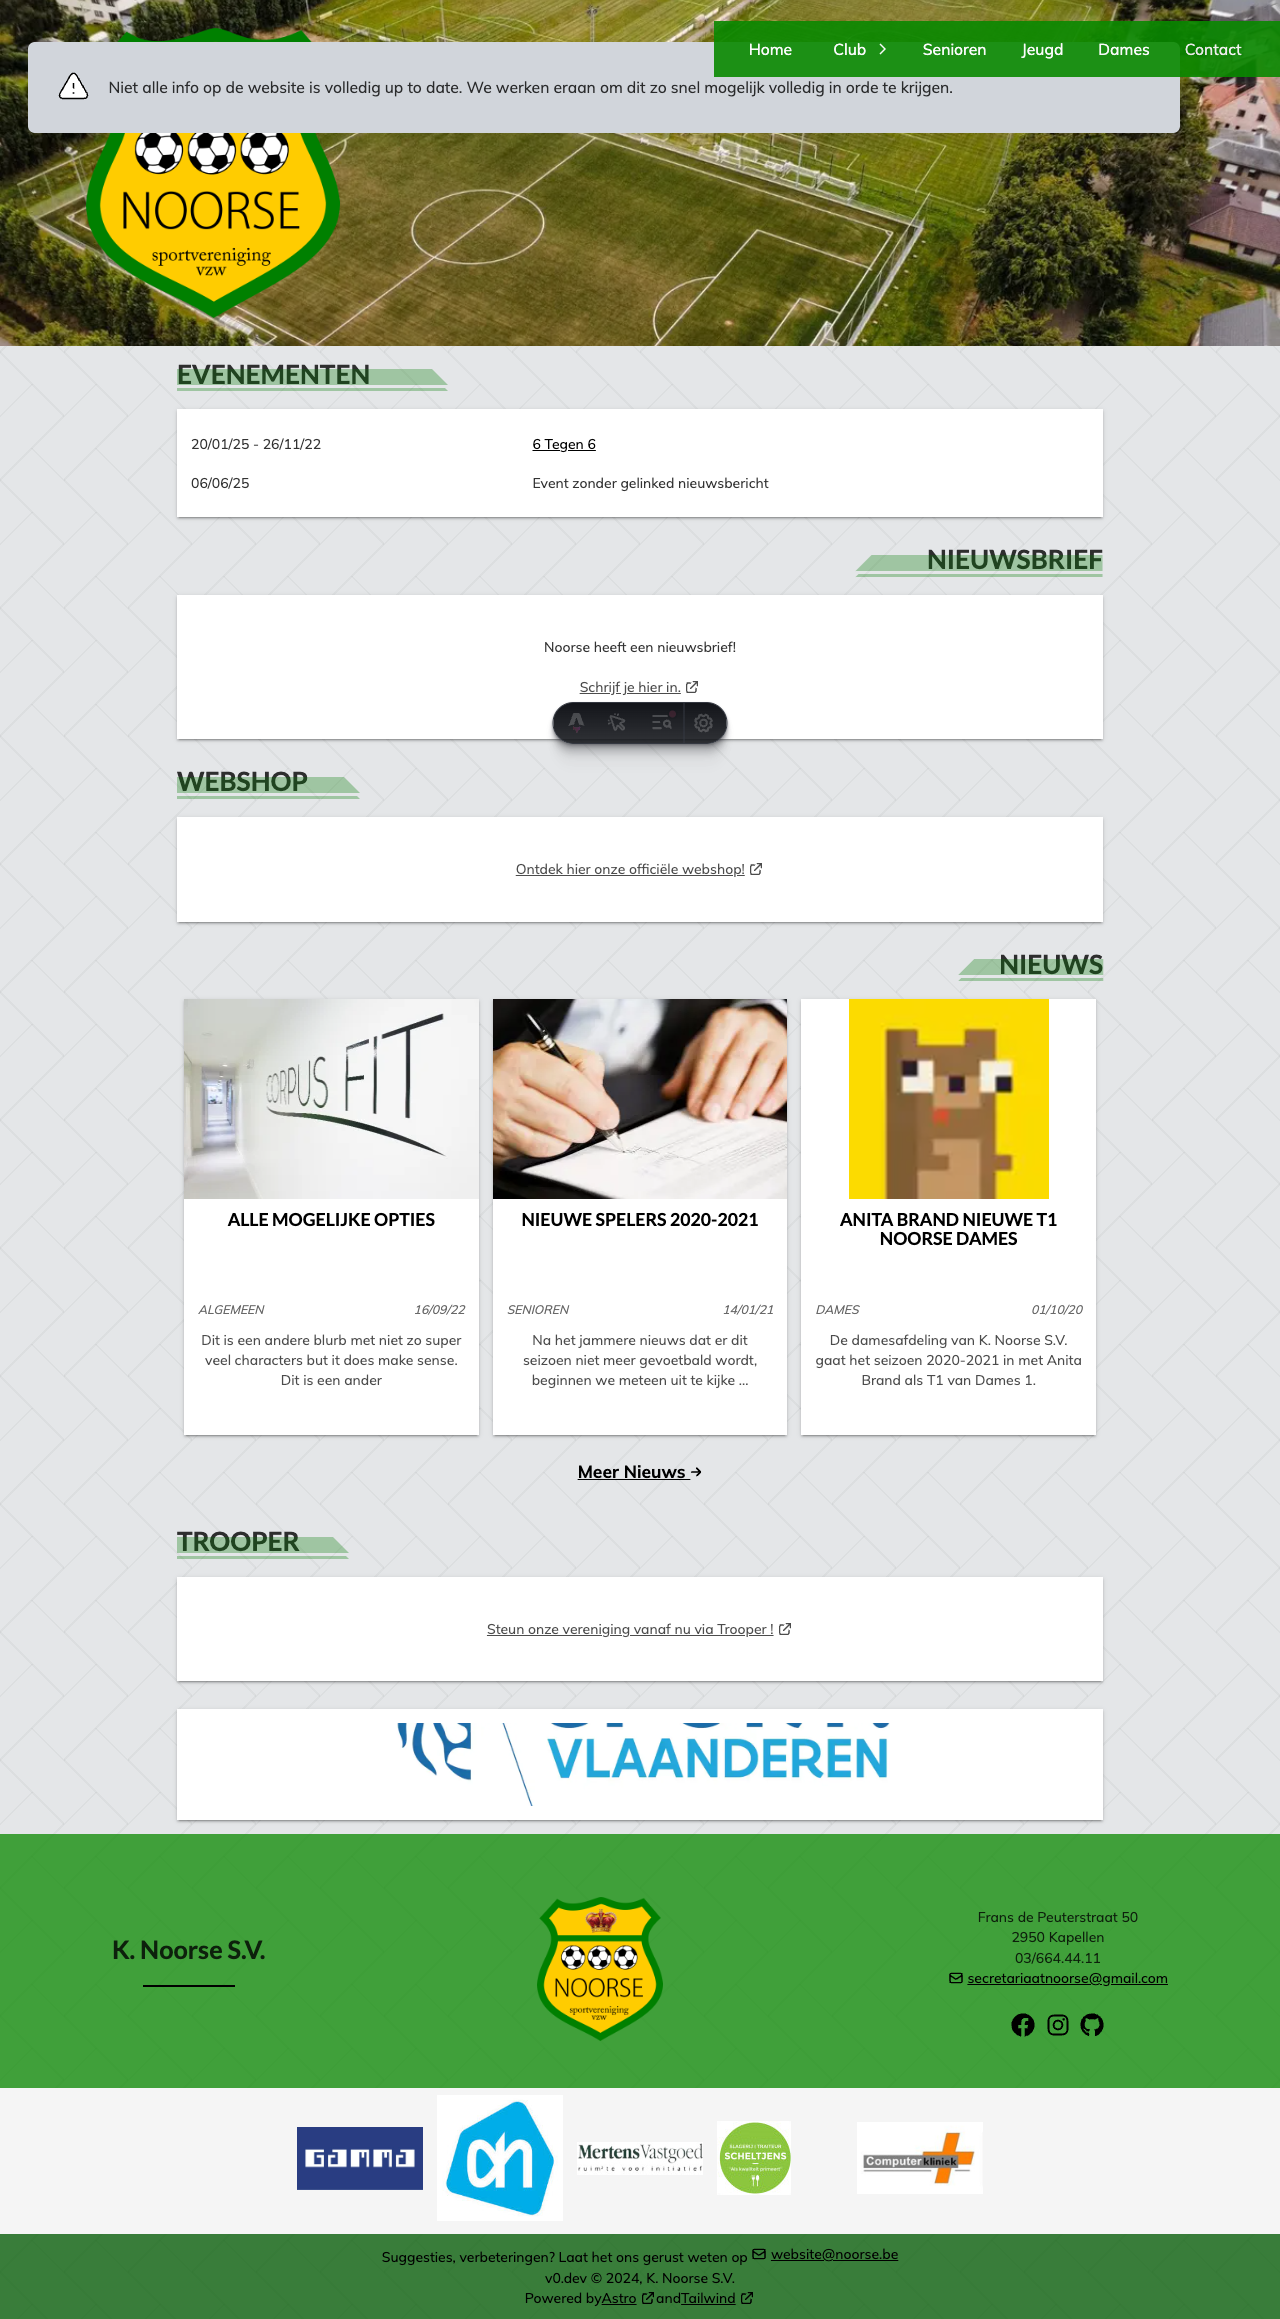 Home Club Senioren Jeugd Dames Contact
Niet alle info op de website is volledig up to date. We werken eraan om dit zo snel mogelijk volledig in orde te krijgen.
NOORSE
sportvereniging
vzw
EVENEMENTEN
20/01/25 - 26/11/22 6 Tegen 6
06/06/25 Event zonder gelinked nieuwsbericht
NIEUWSBRIEF
Noorse heeft een nieuwsbrief!
Schrijf je hier in.
WEBSHOP
Ontdek hier onze officiële webshop!
NIEUWS
CORPUS FIT
ALLE MOGELIJKE OPTIES
ALGEMEEN 16/09/22
Dit is een andere blurb met niet zo super
veel characters but it does make sense.
Dit is een ander
NIEUWE SPELERS 2020-2021
SENIOREN 14/01/21
Na het jammere nieuws dat er dit
seizoen niet meer gevoetbald wordt,
beginnen we meteen uit te kijke ...
ANITA BRAND NIEUWE T1
NOORSE DAMES
DAMES 01/10/20
De damesafdeling van K. Noorse S.V.
gaat het seizoen 2020-2021 in met Anita
Brand als T1 van Dames 1.
Meer Nieuws
TROOPER
Steun onze vereniging vanaf nu via Trooper !
VLAANDEREN
K. Noorse S.V.
NOORSE
sportvereniging
vzw
Frans de Peuterstraat 50
2950 Kapellen
03/664.44.11
secretariaatnoorse@gmail.com
GAMMA
ah
MertensVastgoed
ruimte voor initiatief
SLAGERIJ TRAITEUR
SCHELTJENS
Computerkliniek
Suggesties, verbeteringen? Laat het ons gerust weten op website@noorse.be
v0.dev © 2024, K. Noorse S.V.
Powered byAstro andTailwind